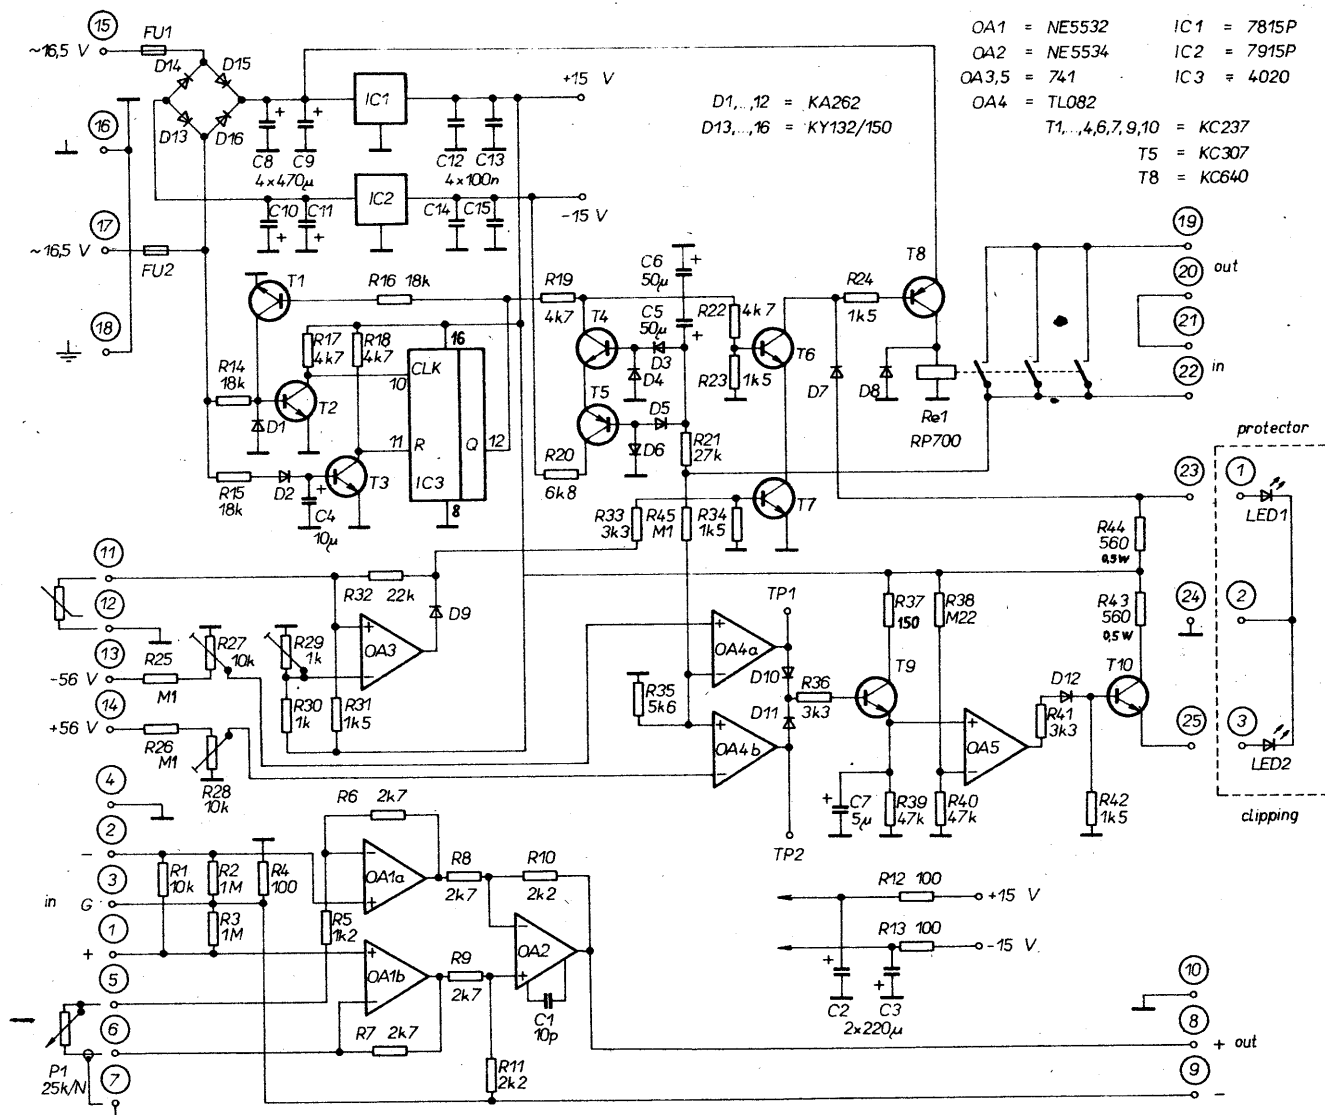 15
FU1
~16,5 V
D14
D15
D13
D16
16
17
~16,5 V
FU2
18
IC1
+15 V
C8
C9
4×470µ
C12
C13
4×100n
IC2
-15 V
C10
C11
C14
C15
OA1 = NE5532
OA2 = NE5534
OA3,5 = 741
OA4 = TL082
IC1 = 7815P
IC2 = 7915P
IC3 = 4020
D1,..,12 = KA262
D13,..,16 = KY132/150
T1,..,4,6,7,9,10 = KC237
T5 = KC307
T8 = KC640
19
20
out
21
22
in
T1
R16 18k
R19
4k7
C6
50µ
C5
50µ
R22
4k7
R24
1k5
T8
R17
4k7
R18
4k7
16
CLK
10
T4
D3
D4
R23
1k5
T6
D7
D8
Re1
RP700
R14
18k
T2
D1
11
R
Q
12
IC3
8
T5
D5
D6
R21
27k
R20
6k8
R15
18k
D2
C4
10µ
T3
R33
3k3
R45
M1
R34
1k5
T7
23
R44
560
0,5W
protector
1
LED1
11
12
R32
22k
D9
TP1
R37
150
R38
M22
R43
560
0,5W
24
2
13
-56 V
R25
M1
R27
10k
R29
1k
OA3
OA4a
D10
T9
D12
T10
14
+56 V
R26
M1
R28
10k
R30
1k
R31
1k5
R35
5k6
OA4b
D11
R36
3k3
OA5
R41
3k3
25
3
LED2
clipping
C7
5µ
R39
47k
R40
47k
R42
1k5
TP2
4
2
-
3
in G
1
+
5
6
P1
25k/N
7
R1
10k
R2
1M
R3
1M
R4
100
R6 2k7
OA1a
R5
1k2
OA1b
R7 2k7
R8
2k7
R9
2k7
R10
2k2
OA2
C1
10p
R11
2k2
R12 100
+15 V
R13 100
-15 V
C2
C3
2×220µ
10
8
+ out
9
-